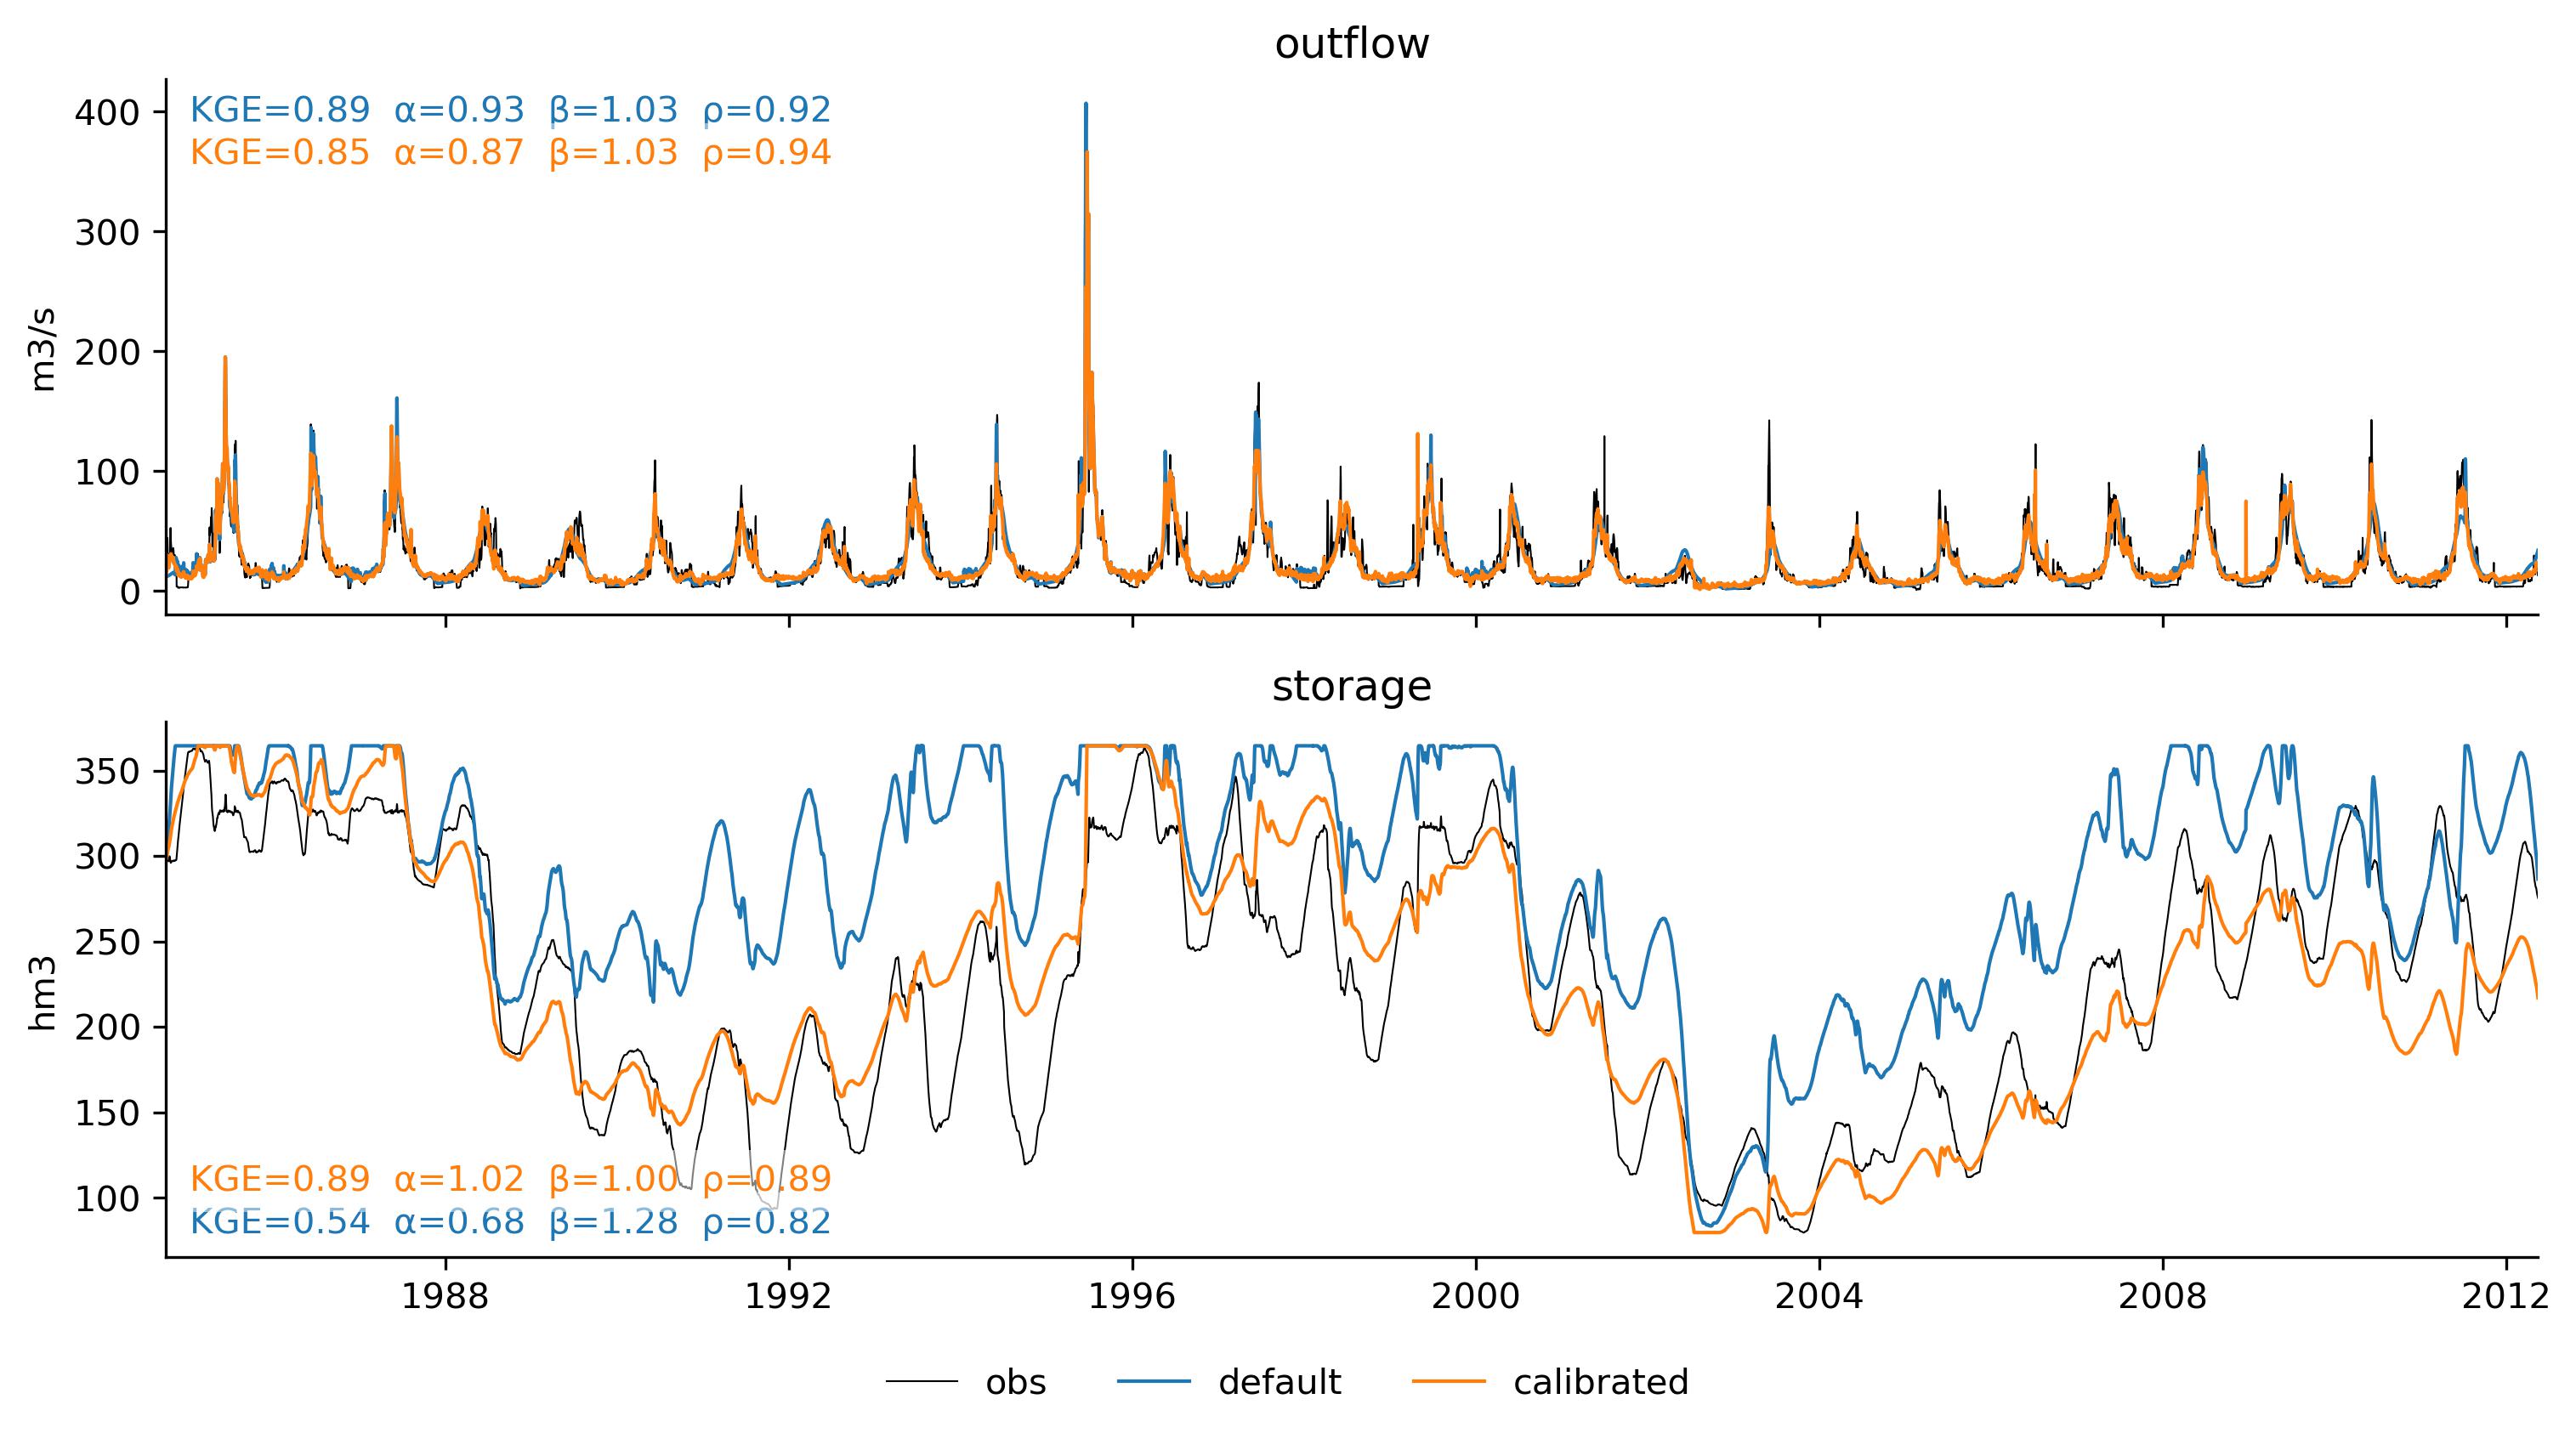 outflow
KGE=0.89 α=0.93 β=1.03 ρ=0.92
KGE=0.85 α=0.87 β=1.03 ρ=0.94
400
300
200
100
0
m3/s
storage
350
300
250
200
150
100
hm3
KGE=0.89 α=1.02 β=1.00 ρ=0.89
KGE=0.54 α=0.68 β=1.28 ρ=0.82
1988 1992 1996 2000 2004 2008 2012
obs default calibrated